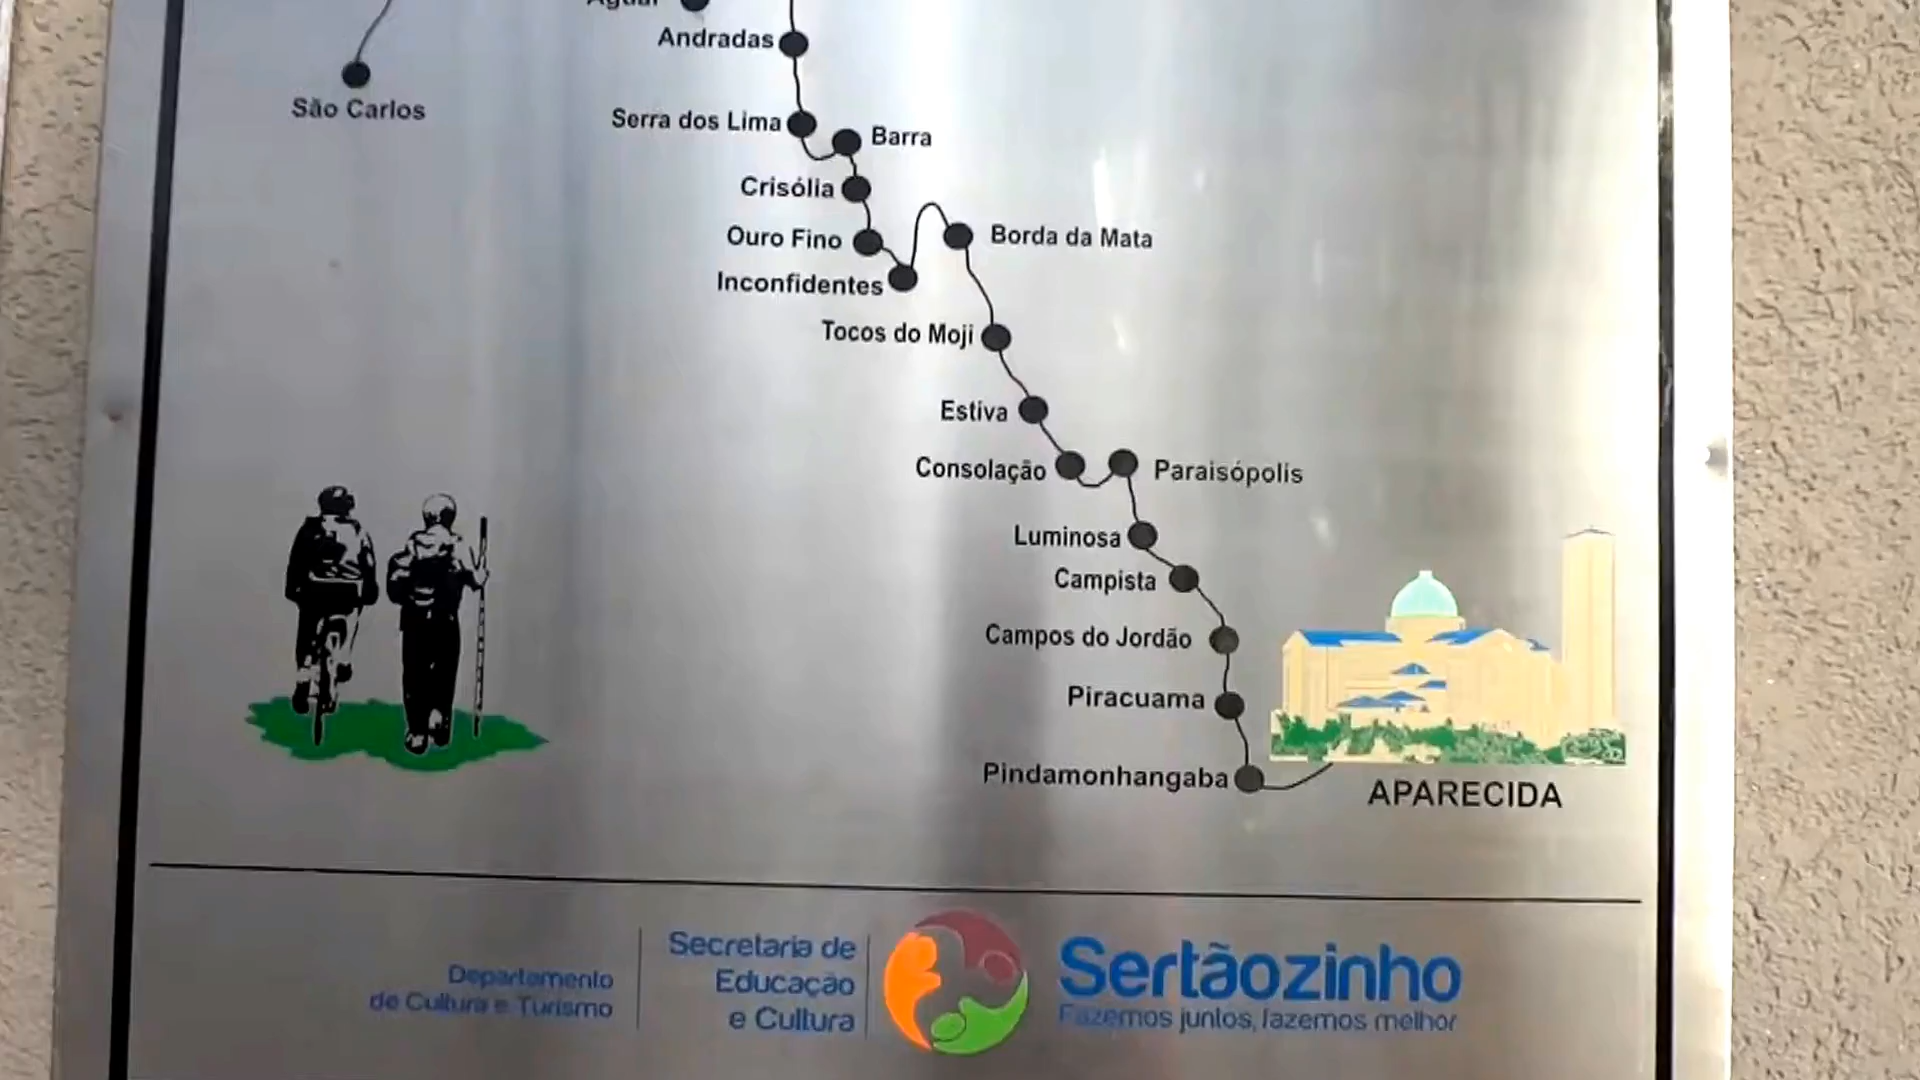 Andradas
São Carlos
Serra dos Lima
Barra
Crisólia
Ouro Fino
Borda da Mata
Inconfidentes
Tocos do Moji
Estiva
Consolação
Paraisópolis
Luminosa
Campista
Campos do Jordão
Piracuama
Pindamonhangaba
APARECIDA
Departamento
de Cultura e Turismo
Secretaria de
Educação
e Cultura
Sertãozinho
Fazemos juntos, fazemos melhor